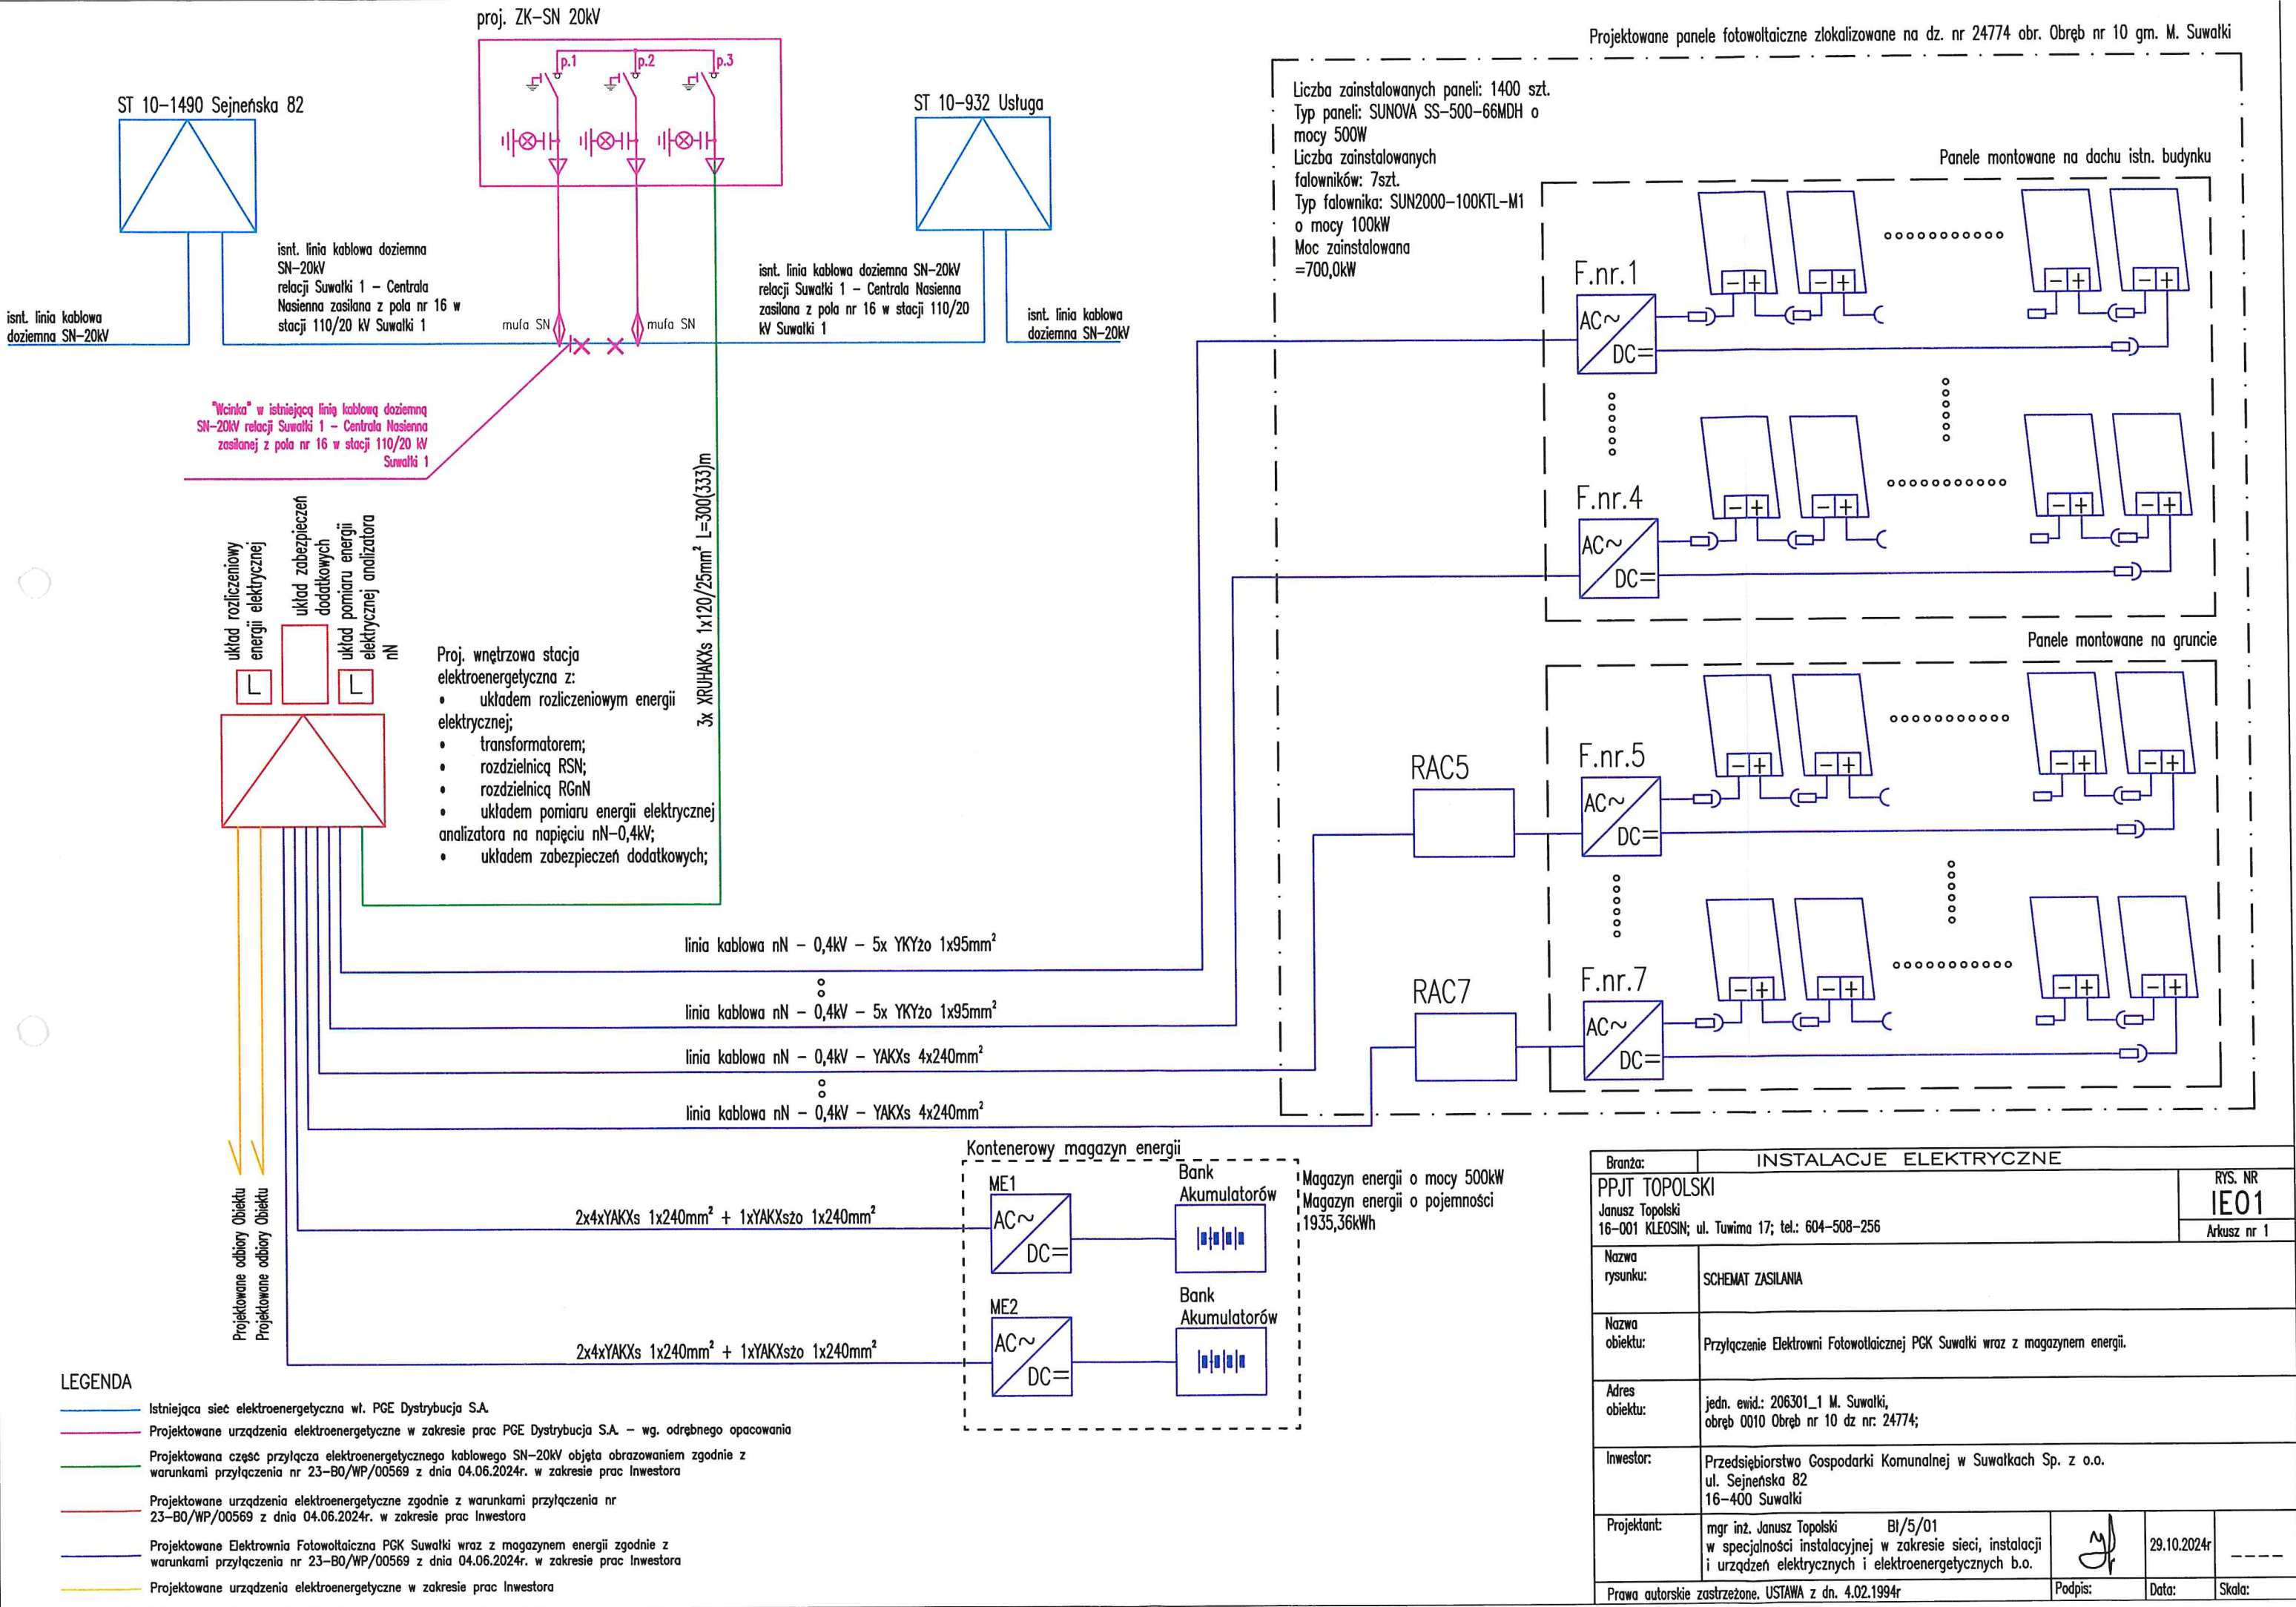 proj. ZK-SN 20kV
p.1
p.2
p.3
ST 10-1490 Sejneńska 82
ST 10-932 Usługa
isnt. linia kablowa doziemna
SN-20kV
relacji Suwałki 1 - Centrala
Nasienna zasilana z pola nr 16 w
stacji 110/20 kV Suwałki 1
isnt. linia kablowa
doziemna SN-20kV
mufa SN
mufa SN
isnt. linia kablowa doziemna SN-20kV
relacji Suwałki 1 - Centrala Nasienna
zasilana z pola nr 16 w stacji 110/20
kV Suwałki 1
isnt. linia kablowa
doziemna SN-20kV
"Wcinka" w istniejącą linię kablową doziemną
SN-20kV relacji Suwałki 1 - Centrala Nasienna
zasilanej z pola nr 16 w stacji 110/20 kV
Suwałki 1
układ rozliczeniowy
energii elektrycznej
układ zabezpieczeń
dodatkowych
układ pomiaru energii
elektrycznej analizatora
nN
L
L
3x XRUHAKXs 1x120/25mm² L=300(333)m
Proj. wnętrzowa stacja
elektroenergetyczna z:
• układem rozliczeniowym energii
elektrycznej;
• transformatorem;
• rozdzielnicą RSN;
• rozdzielnicą RGnN
• układem pomiaru energii elektrycznej
analizatora na napięciu nN-0,4kV;
• układem zabezpieczeń dodatkowych;
linia kablowa nN - 0,4kV - 5x YKYżo 1x95mm²
linia kablowa nN - 0,4kV - 5x YKYżo 1x95mm²
linia kablowa nN - 0,4kV - YAKXs 4x240mm²
linia kablowa nN - 0,4kV - YAKXs 4x240mm²
Projektowane odbiory Obiektu
Projektowane odbiory Obiektu
2x4xYAKXs 1x240mm² + 1xYAKXsżo 1x240mm²
2x4xYAKXs 1x240mm² + 1xYAKXsżo 1x240mm²
Kontenerowy magazyn energii
ME1
AC~
DC=
Bank
Akumulatorów
ME2
AC~
DC=
Bank
Akumulatorów
Magazyn energii o mocy 500kW
Magazyn energii o pojemności
1935,36kWh
Projektowane panele fotowoltaiczne zlokalizowane na dz. nr 24774 obr. Obręb nr 10 gm. M. Suwałki
Liczba zainstalowanych paneli: 1400 szt.
Typ paneli: SUNOVA SS-500-66MDH o
mocy 500W
Liczba zainstalowanych
falowników: 7szt.
Typ falownika: SUN2000-100KTL-M1
o mocy 100kW
Moc zainstalowana
=700,0kW
Panele montowane na dachu istn. budynku
F.nr.1
AC~
DC=
- +
- +
- +
- +
F.nr.4
AC~
DC=
- +
- +
- +
- +
Panele montowane na gruncie
RAC5
F.nr.5
AC~
DC=
- +
- +
- +
- +
RAC7
F.nr.7
AC~
DC=
- +
- +
- +
- +
LEGENDA
Istniejąca sieć elektroenergetyczna wł. PGE Dystrybucja S.A.
Projektowane urządzenia elektroenergetyczne w zakresie prac PGE Dystrybucja S.A. - wg. odrębnego opacowania
Projektowana część przyłącza elektroenergetycznego kablowego SN-20kV objęta obrazowaniem zgodnie z
warunkami przyłączenia nr 23-B0/WP/00569 z dnia 04.06.2024r. w zakresie prac Inwestora
Projektowane urządzenia elektroenergetyczne zgodnie z warunkami przyłączenia nr
23-B0/WP/00569 z dnia 04.06.2024r. w zakresie prac Inwestora
Projektowane Elektrownia Fotowoltaiczna PGK Suwałki wraz z magazynem energii zgodnie z
warunkami przyłączenia nr 23-B0/WP/00569 z dnia 04.06.2024r. w zakresie prac Inwestora
Projektowane urządzenia elektroenergetyczne w zakresie prac Inwestora
Branża: INSTALACJE ELEKTRYCZNE
PPJT TOPOLSKI
Janusz Topolski
16-001 KLEOSIN; ul. Tuwima 17; tel.: 604-508-256
RYS. NR
IE01
Arkusz nr 1
Nazwa
rysunku:
SCHEMAT ZASILANIA
Nazwa
obiektu:
Przyłączenie Elektrowni Fotowotlaicznej PGK Suwałki wraz z magazynem energii.
Adres
obiektu:
jedn. ewid.: 206301_1 M. Suwałki,
obręb 0010 Obręb nr 10 dz nr: 24774;
Inwestor:
Przedsiębiorstwo Gospodarki Komunalnej w Suwałkach Sp. z o.o.
ul. Sejneńska 82
16-400 Suwałki
Projektant:
mgr inż. Janusz Topolski Bł/5/01
w specjalności instalacyjnej w zakresie sieci, instalacji
i urządzeń elektrycznych i elektroenergetycznych b.o.
29.10.2024r
----
Prawa autorskie zastrzeżone. USTAWA z dn. 4.02.1994r
Podpis:
Data:
Skala: